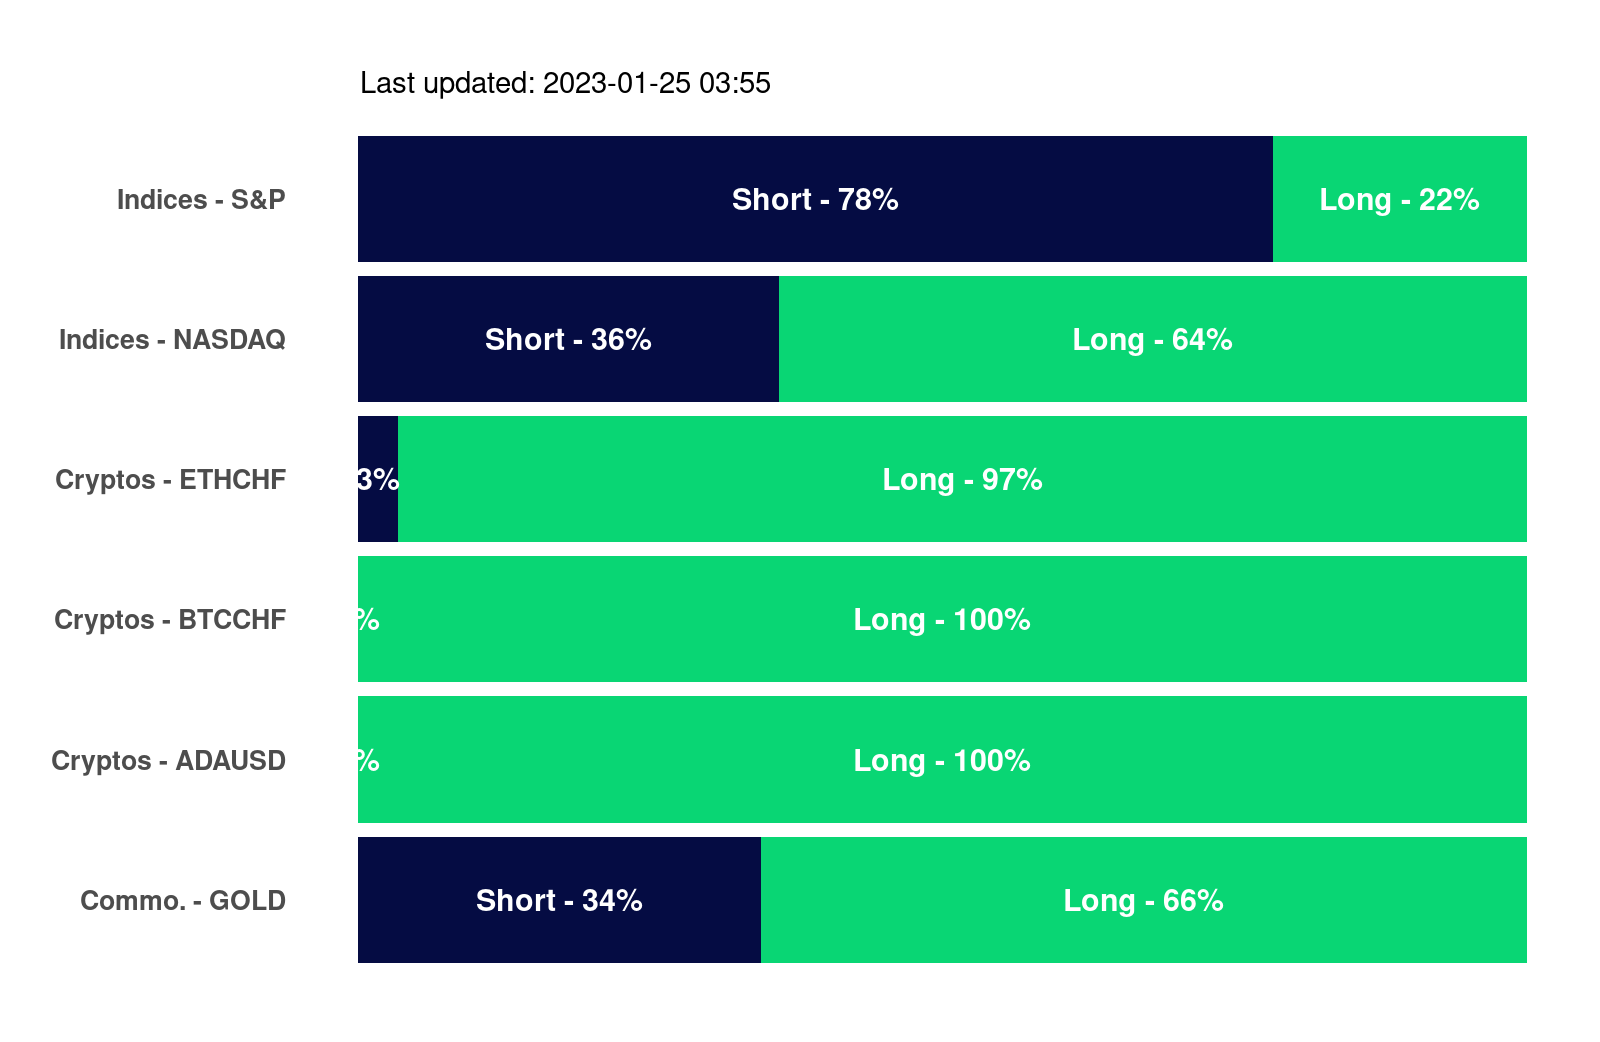 Last updated: 2023-01-25 03:55
Indices - S&P Short - 78% Long - 22%
Indices - NASDAQ Short - 36% Long - 64%
Cryptos - ETHCHF 3% Long - 97%
Cryptos - BTCCHF % Long - 100%
Cryptos - ADAUSD % Long - 100%
Commo. - GOLD Short - 34% Long - 66%